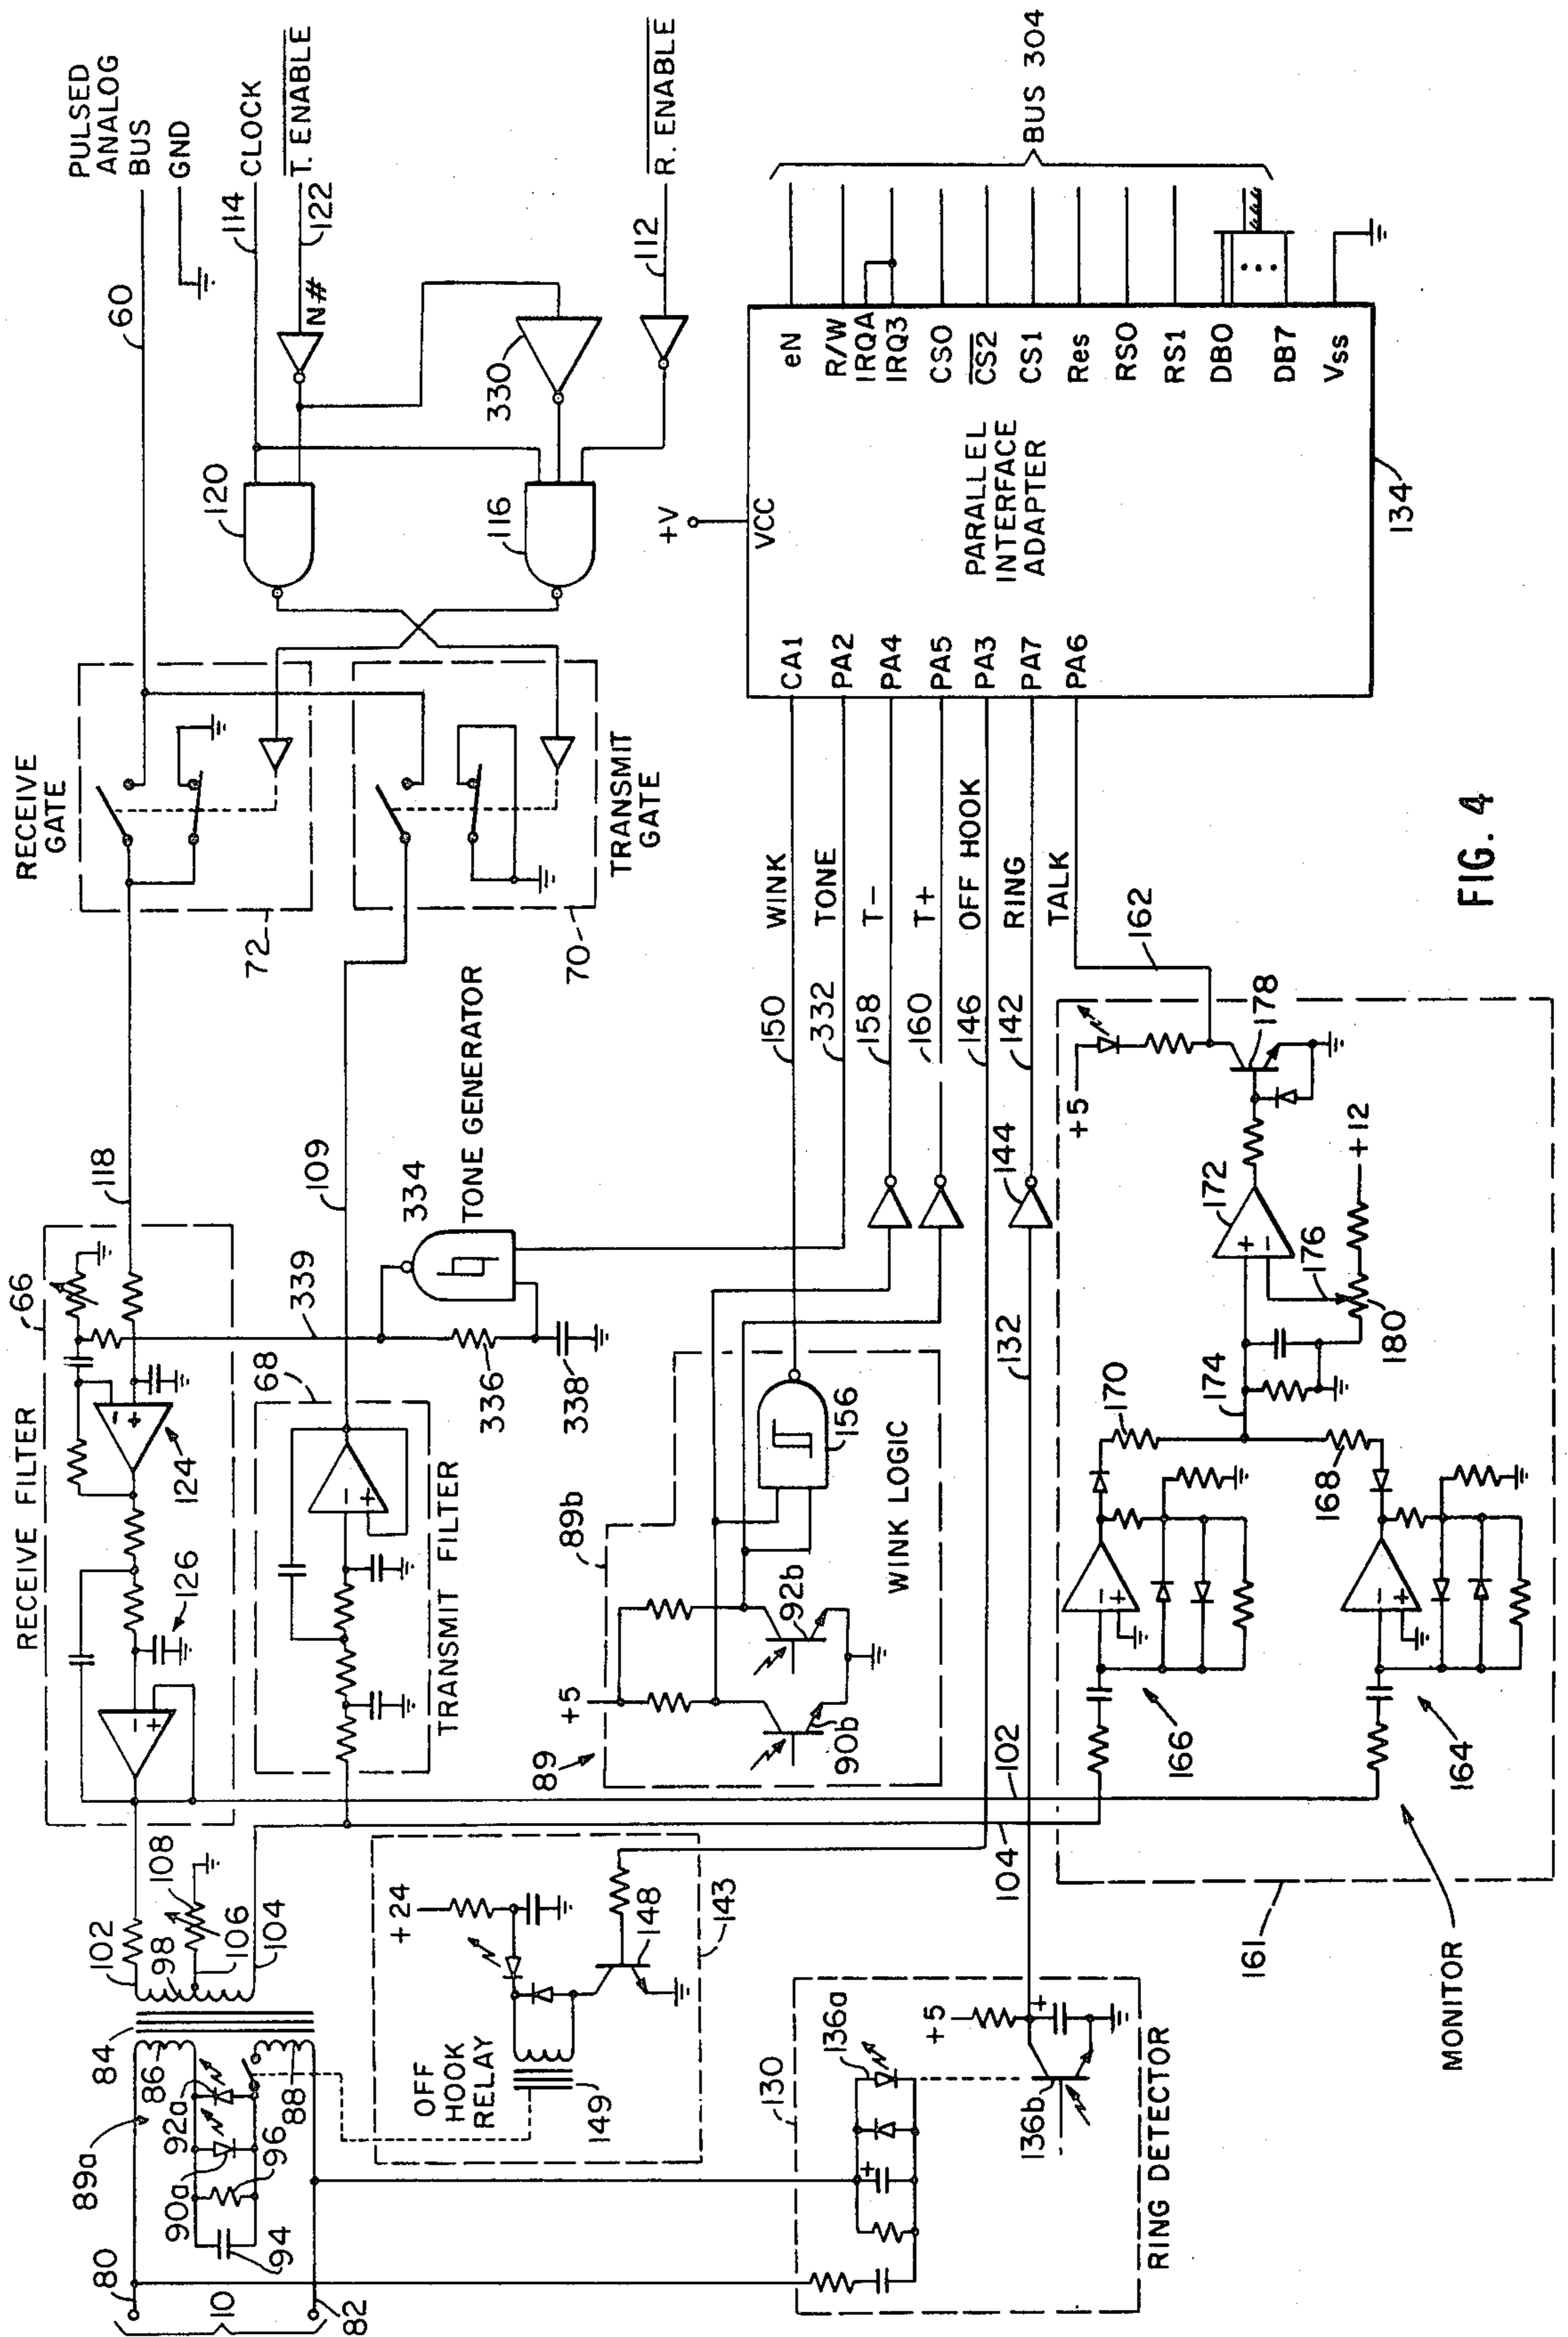 PULSED
ANALOG
BUS
GND
CLOCK
T. ENABLE
R. ENABLE
60
114
122
N#
112
330
120
116
RECEIVE
GATE
72
TRANSMIT
GATE
70
118
109
RECEIVE FILTER
66
124
126
TRANSMIT FILTER
68
339
334
TONE GENERATOR
336
338
102
98
108
106
104
84
86
88
89a
92a
90a
96
94
80
10
82
+24
148
143
OFF
HOOK
RELAY
149
89
89b
+5
90b
92b
156
WINK LOGIC
130
136a
+5
+
+
136b
RING DETECTOR
132
144
102
104
150
WINK
332
TONE
158
T-
160
T+
146
OFF HOOK
142
RING
TALK
162
+V
VCC
CA1
PA2
PA4
PA5
PA3
PA7
PA6
PARALLEL
INTERFACE
ADAPTER
134
eN
R/W
IRQA
IRQ3
CS0
CS2
CS1
Res
RS0
RS1
DB0
DB7
Vss
BUS 304
161
MONITOR
166
164
170
168
174
172
176
180
+12
+5
178
FIG. 4